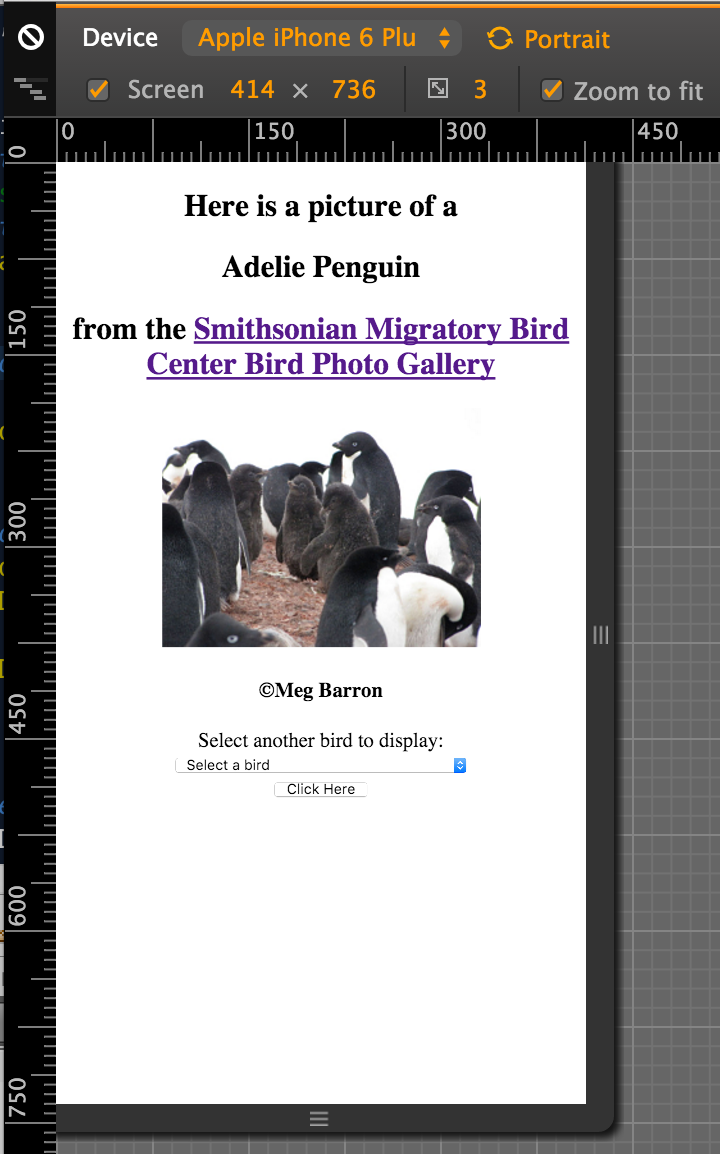 Device Apple iPhone 6 Plu Portrait
Screen 414 × 736 3 Zoom to fit
0 150 300 450
0
150
300
450
600
750
Here is a picture of a
Adelie Penguin
from the Smithsonian Migratory Bird
Center Bird Photo Gallery
©Meg Barron
Select another bird to display:
Select a bird
Click Here